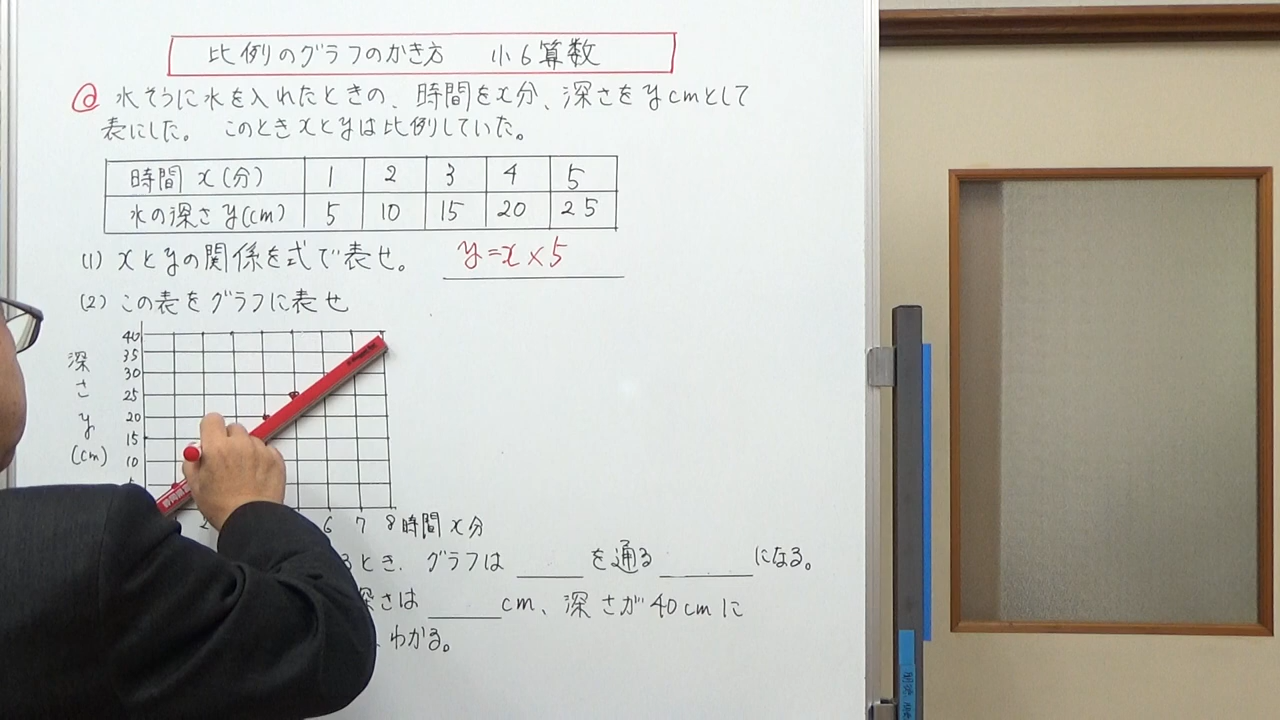 比例のグラフのかき方 小6算数
@ 水そうに水を入れたときの、時間をx分、深さをycmとして
表にした。 このときxとyは比例していた。
時間 x(分) 1 2 3 4 5
水の深さ y(cm) 5 10 15 20 25
(1) xとyの関係を式で表せ。 y=x×5
(2) この表をグラフに表せ
深さy(cm)
40
35
30
25
20
15
10
2 6 7 8 時間 x分
るとき、グラフは を通る になる。
深さは cm、深さが40cmに
わかる。